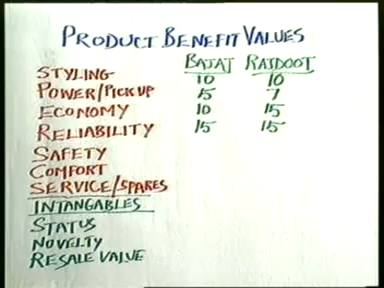 PRODUCT BENEFIT VALUES
BAJAJ RAJDOOT
STYLING 10 10
POWER/PICK UP 15 7
ECONOMY 10 15
RELIABILITY 15 15
SAFETY
COMFORT
SERVICE/SPARES
INTANGABLES
STATUS
NOVELTY
RESALE VALUE